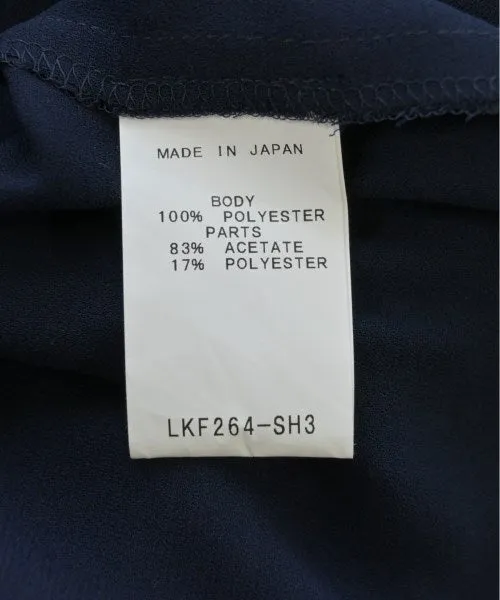 MADE IN JAPAN
BODY
100% POLYESTER
PARTS
83% ACETATE
17% POLYESTER
LKF264-SH3